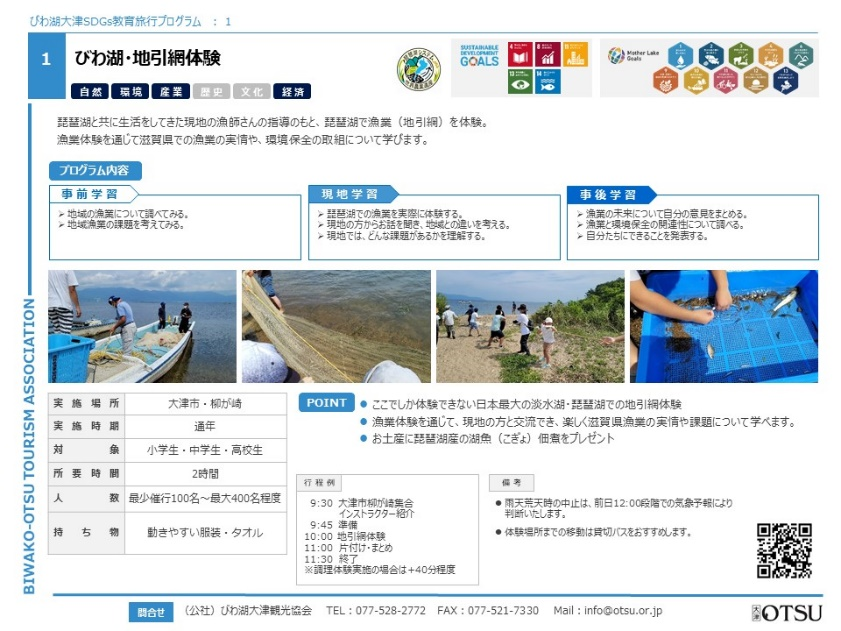 びわ湖大津SDGs教育旅行プログラム ： 1
1
びわ湖・地引網体験
自然 環境 産業 歴史 文化 経済
SUSTAINABLE DEVELOPMENT GOALS
Mother Lake Goals
琵琶湖と共に生活をしてきた現地の漁師さんの指導のもと、琵琶湖で漁業（地引網）を体験。
漁業体験を通じて滋賀県での漁業の実情や、環境保全の取組について学びます。
プログラム内容
事前学習
➢ 地域の漁業について調べてみる。
➢ 地域漁業の課題を考えてみる。
現地学習
➢ 琵琶湖での漁業を実際に体験する。
➢ 現地の方からお話を聞き、地域との違いを考える。
➢ 現地では、どんな課題があるかを理解する。
事後学習
➢ 漁業の未来について自分の意見をまとめる。
➢ 漁業と環境保全の関連性について調べる。
➢ 自分たちにできることを発表する。
BIWAKO-OTSU TOURISM ASSOCIATION
実施場所 大津市・柳が崎
実施時期 通年
対象 小学生・中学生・高校生
所要時間 2時間
人数 最少催行100名～最大400名程度
持ち物 動きやすい服装・タオル
POINT
● ここでしか体験できない日本最大の淡水湖・琵琶湖での地引網体験
● 漁業体験を通じて、現地の方と交流でき、楽しく滋賀県漁業の実情や課題について学べます。
● お土産に琵琶湖産の湖魚（こぎょ）佃煮をプレゼント
行程例
9:30 大津市柳が崎集合
インストラクター紹介
9:45 準備
10:00 地引網体験
11:00 片付け・まとめ
11:30 終了
※調理体験実施の場合は＋40分程度
備考
● 雨天荒天時の中止は、前日12:00段階での気象予報により
判断いたします。
● 体験場所までの移動は貸切バスをおすすめします。
問合せ （公社）びわ湖大津観光協会 TEL：077-528-2772 FAX：077-521-7330 Mail：info@otsu.or.jp
大津 OTSU